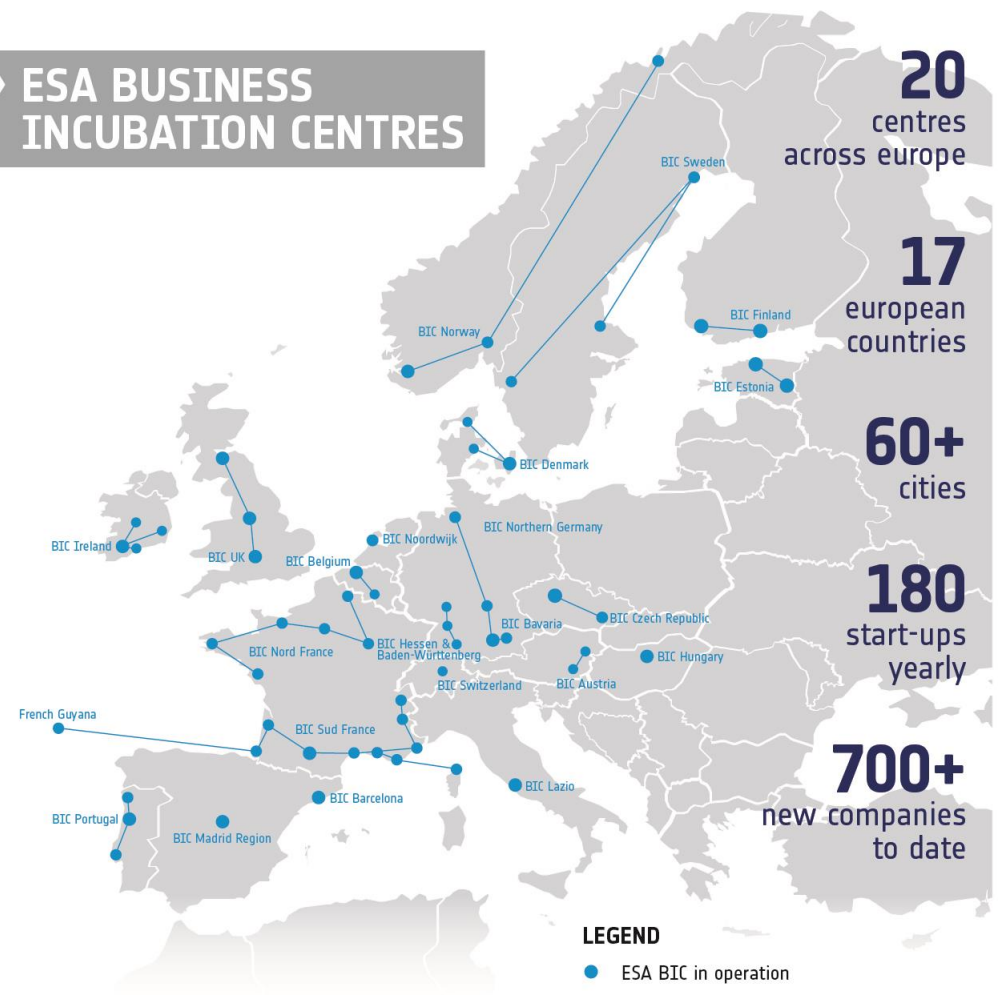 ESA BUSINESS
INCUBATION CENTRES
20
centres
across europe
BIC Sweden
17
european
countries
BIC Finland
BIC Norway
BIC Estonia
60+
cities
BIC Denmark
BIC Northern Germany
BIC Noordwijk
BIC Ireland
BIC UK
BIC Belgium
180
start-ups
yearly
BIC Czech Republic
BIC Bavaria
BIC Hessen &
Baden-Württenberg
BIC Nord France
BIC Hungary
BIC Switzerland
BIC Austria
French Guyana
BIC Sud France
700+
new companies
to date
BIC Lazio
BIC Barcelona
BIC Portugal
BIC Madrid Region
LEGEND
ESA BIC in operation